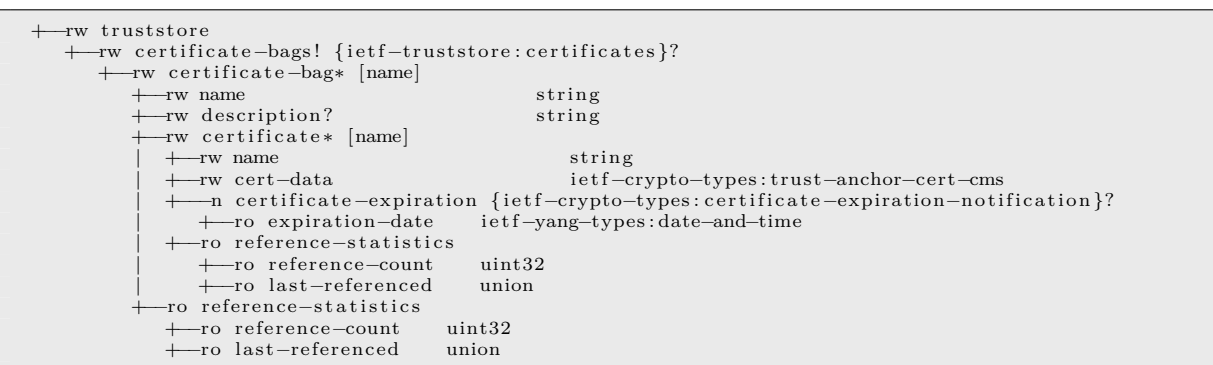 +--rw truststore
   +--rw certificate-bags! {ietf-truststore:certificates}?
      +--rw certificate-bag* [name]
         +--rw name                            string
         +--rw description?                    string
         +--rw certificate* [name]
         |  +--rw name                            string
         |  +--rw cert-data                       ietf-crypto-types:trust-anchor-cert-cms
         |  +---n certificate-expiration {ietf-crypto-types:certificate-expiration-notification}?
         |  |  +--ro expiration-date    ietf-yang-types:date-and-time
         |  +--ro reference-statistics
         |     +--ro reference-count    uint32
         |     +--ro last-referenced    union
         +--ro reference-statistics
            +--ro reference-count    uint32
            +--ro last-referenced    union